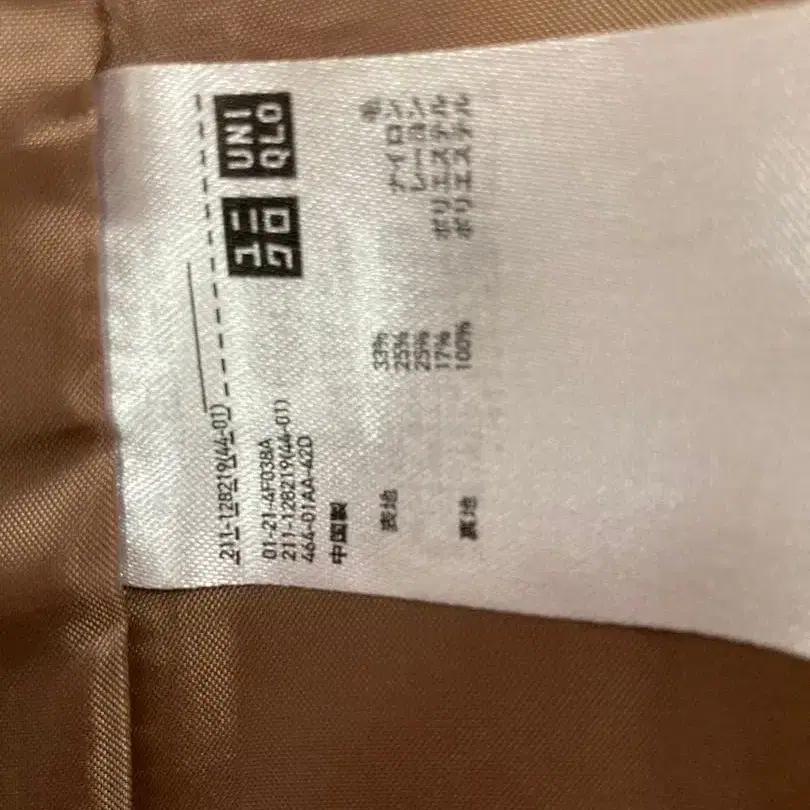 211-128219(44-01)
ユニ
クロ
UNI
QLO
01-21-4F038A
211-128219(44-01)
464-01AA-42D
中国製
表地 33% 毛
25% ナイロン
25% レーヨン
17% ポリエステル
裏地 100% ポリエステル